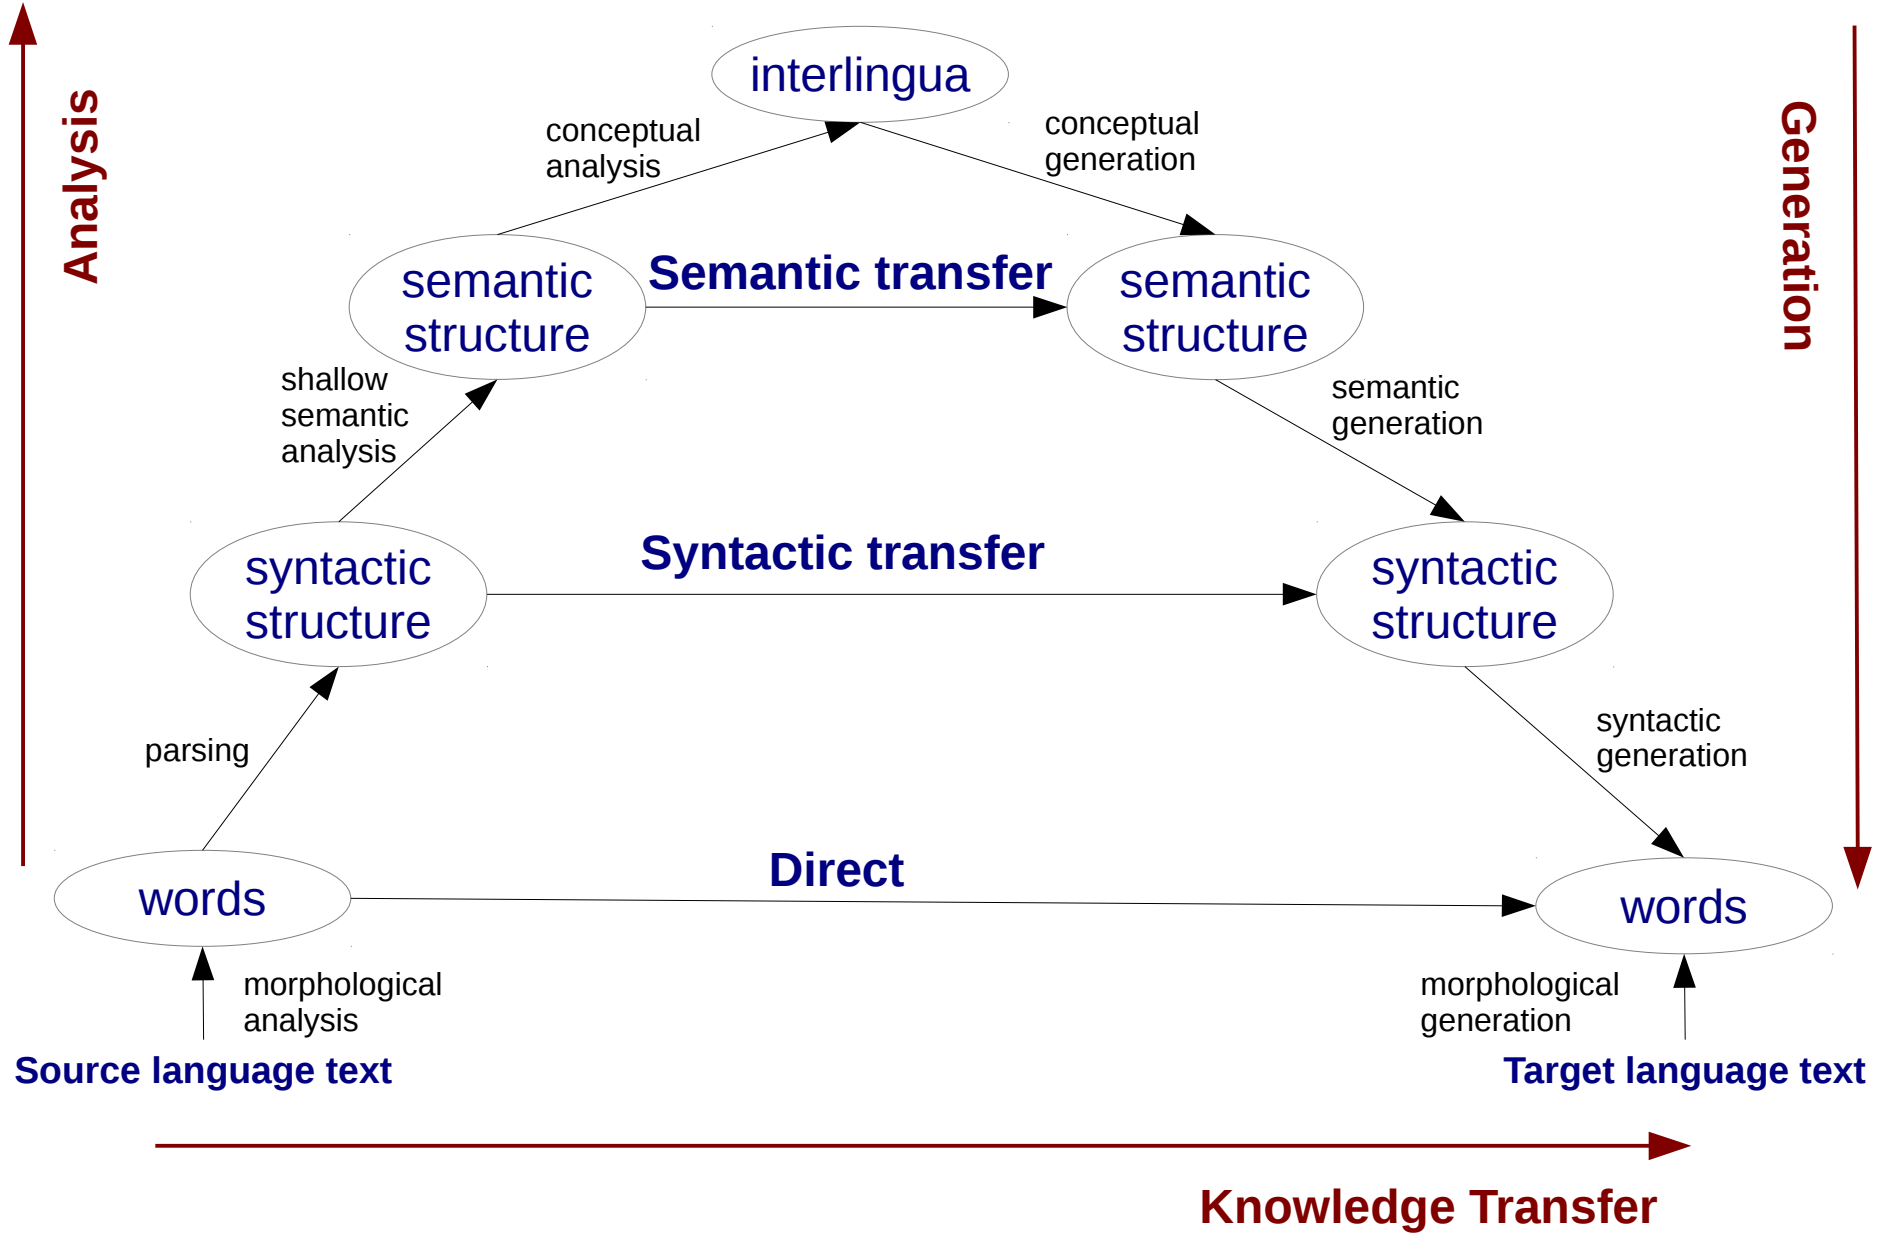 interlingua
Analysis
Generation
conceptual
analysis
conceptual
generation
semantic
structure
Semantic transfer
semantic
structure
shallow
semantic
analysis
semantic
generation
syntactic
structure
Syntactic transfer
syntactic
structure
parsing
syntactic
generation
words
Direct
words
morphological
analysis
morphological
generation
Source language text
Target language text
Knowledge Transfer